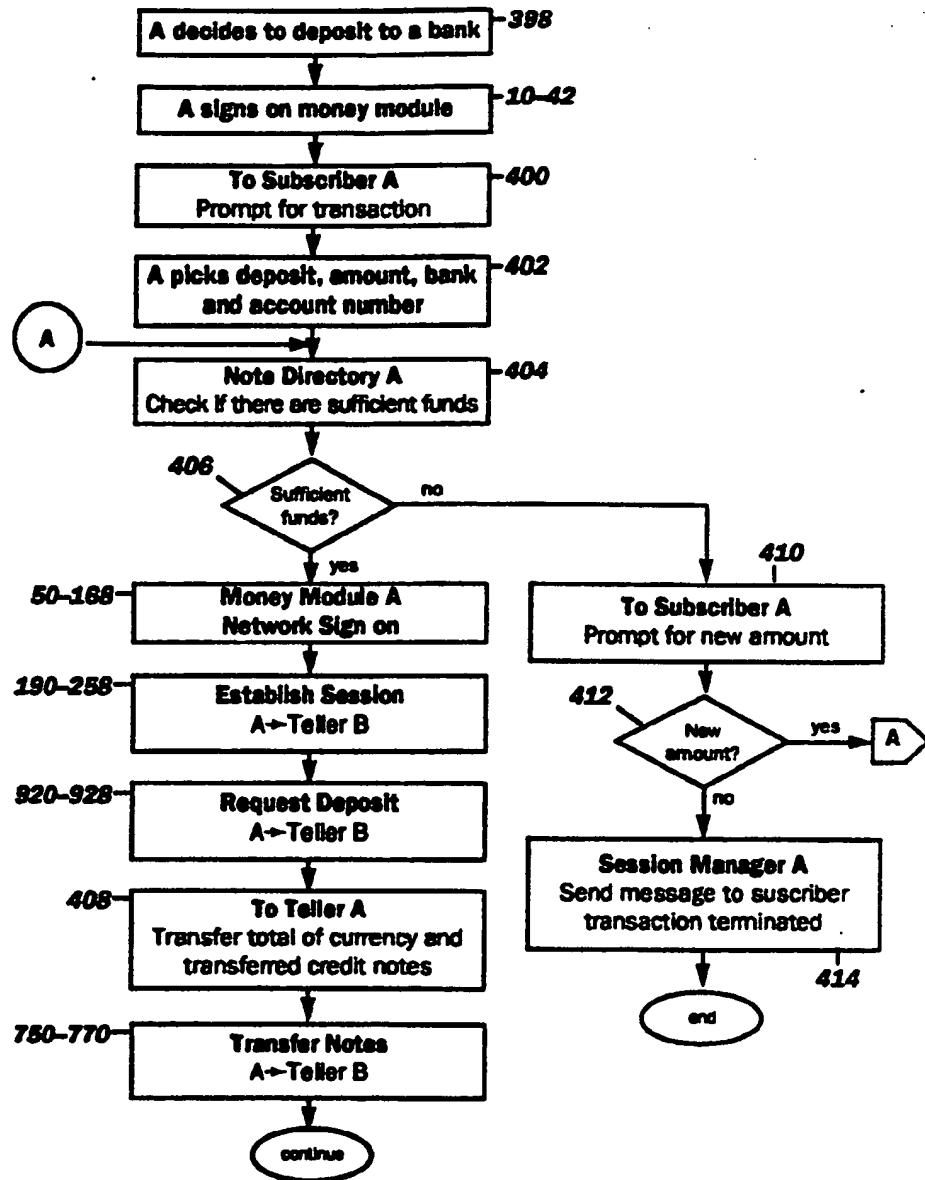 A decides to deposit to a bank
398
A signs on money module
10–42
To Subscriber A
Prompt for transaction
400
A picks deposit, amount, bank
and account number
402
A
Note Directory A
Check if there are sufficient funds
404
406
Sufficient
funds?
no
yes
50–168
Money Module A
Network Sign on
410
To Subscriber A
Prompt for new amount
190–258
Establish Session
A→Teller B
412
New
amount?
yes
A
no
920–928
Request Deposit
A→Teller B
Session Manager A
Send message to suscriber
transaction terminated
414
408
To Teller A
Transfer total of currency and
transferred credit notes
end
750–770
Transfer Notes
A→Teller B
continue